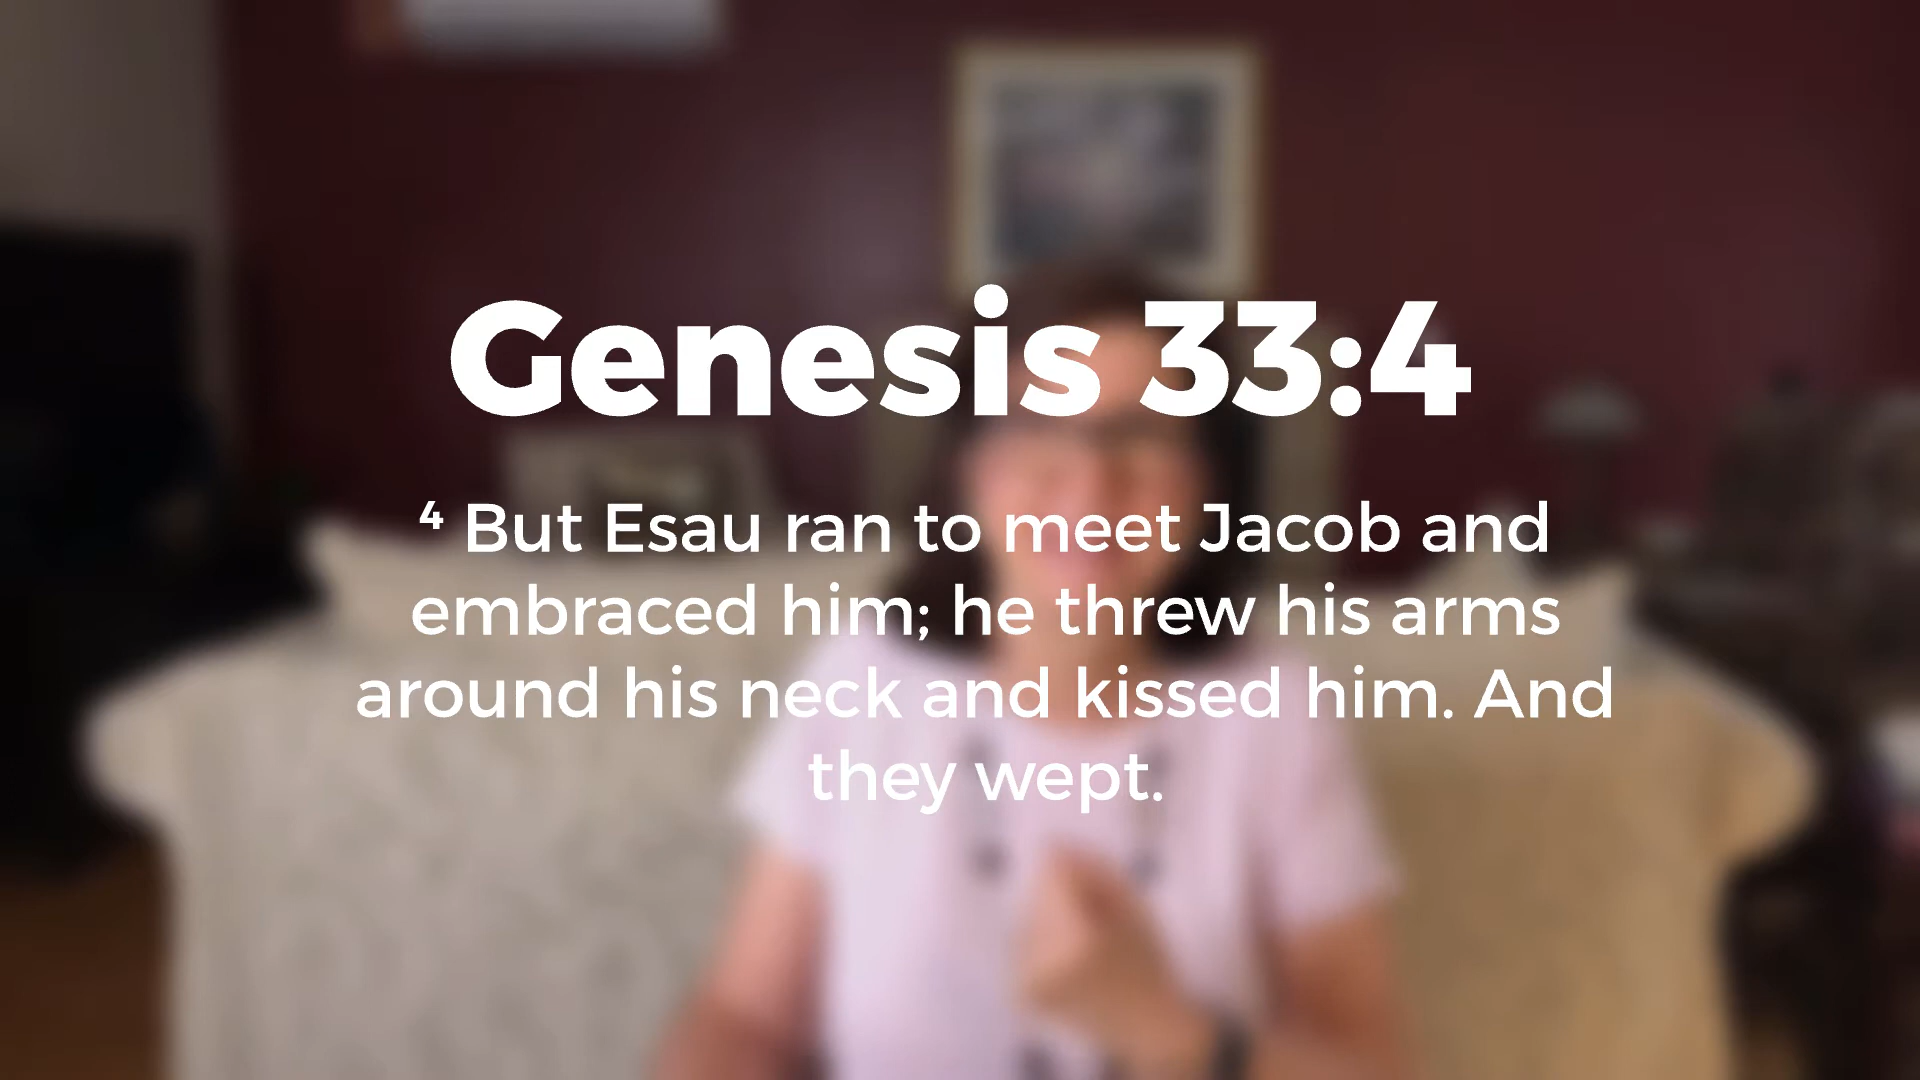 Genesis 33:4
⁴ But Esau ran to meet Jacob and
embraced him; he threw his arms
around his neck and kissed him. And
they wept.